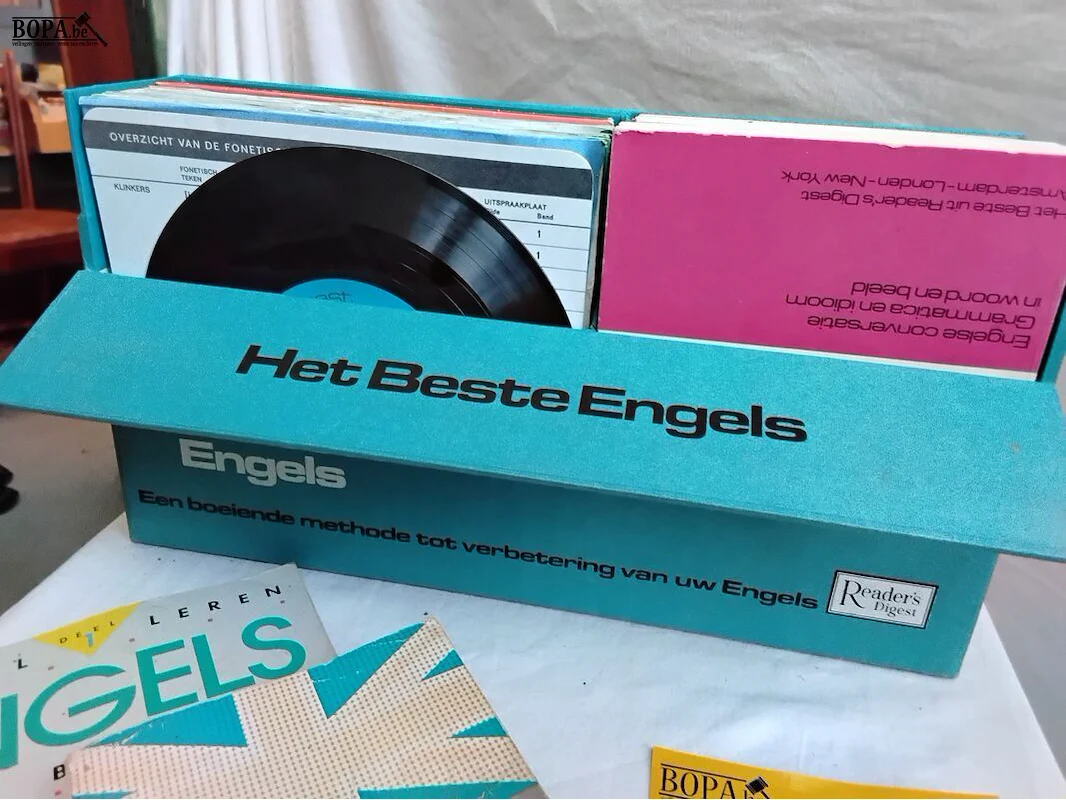 BOPA.be
OVERZICHT VAN DE
FONETISCH
TEKEN
KLINKERS
UITSPRAAKPLAAT
Band
1
1
Engelse conversatie
Grammatica en idioom
in woord en beeld
Het Beste uit Reader's Digest
Amsterdam - Londen - New York
Het Beste Engels
Engels
Een boeiende methode tot verbetering van uw Engels
Reader's
Digest
DEEL
1
L LEREN
NGELS
B
BOPA.be